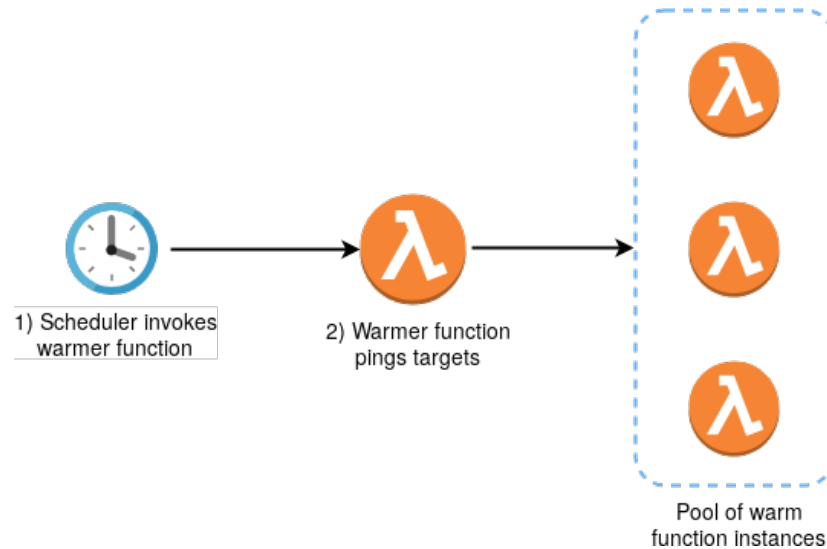 1) Scheduler invokes
warmer function
2) Warmer function
pings targets
Pool of warm
function instances